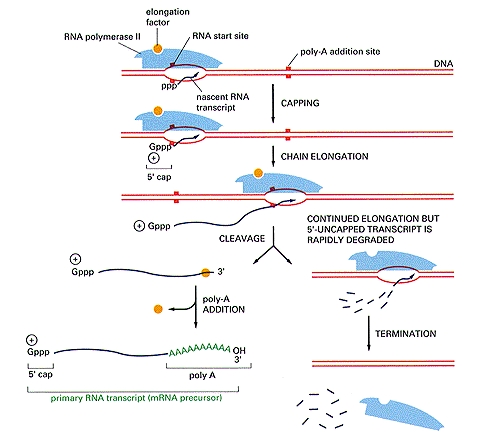 elongation
factor
RNA polymerase II
RNA start site
poly-A addition site
DNA
ppp
nascent RNA
transcript
CAPPING
Gppp
+
5' cap
CHAIN ELONGATION
+ Gppp
CLEAVAGE
CONTINUED ELONGATION BUT
5'-UNCAPPED TRANSCRIPT IS
RAPIDLY DEGRADED
+
Gppp
3'
poly-A
ADDITION
TERMINATION
+
Gppp
AAAAAAAAA OH
3'
5' cap
poly A
primary RNA transcript (mRNA precursor)